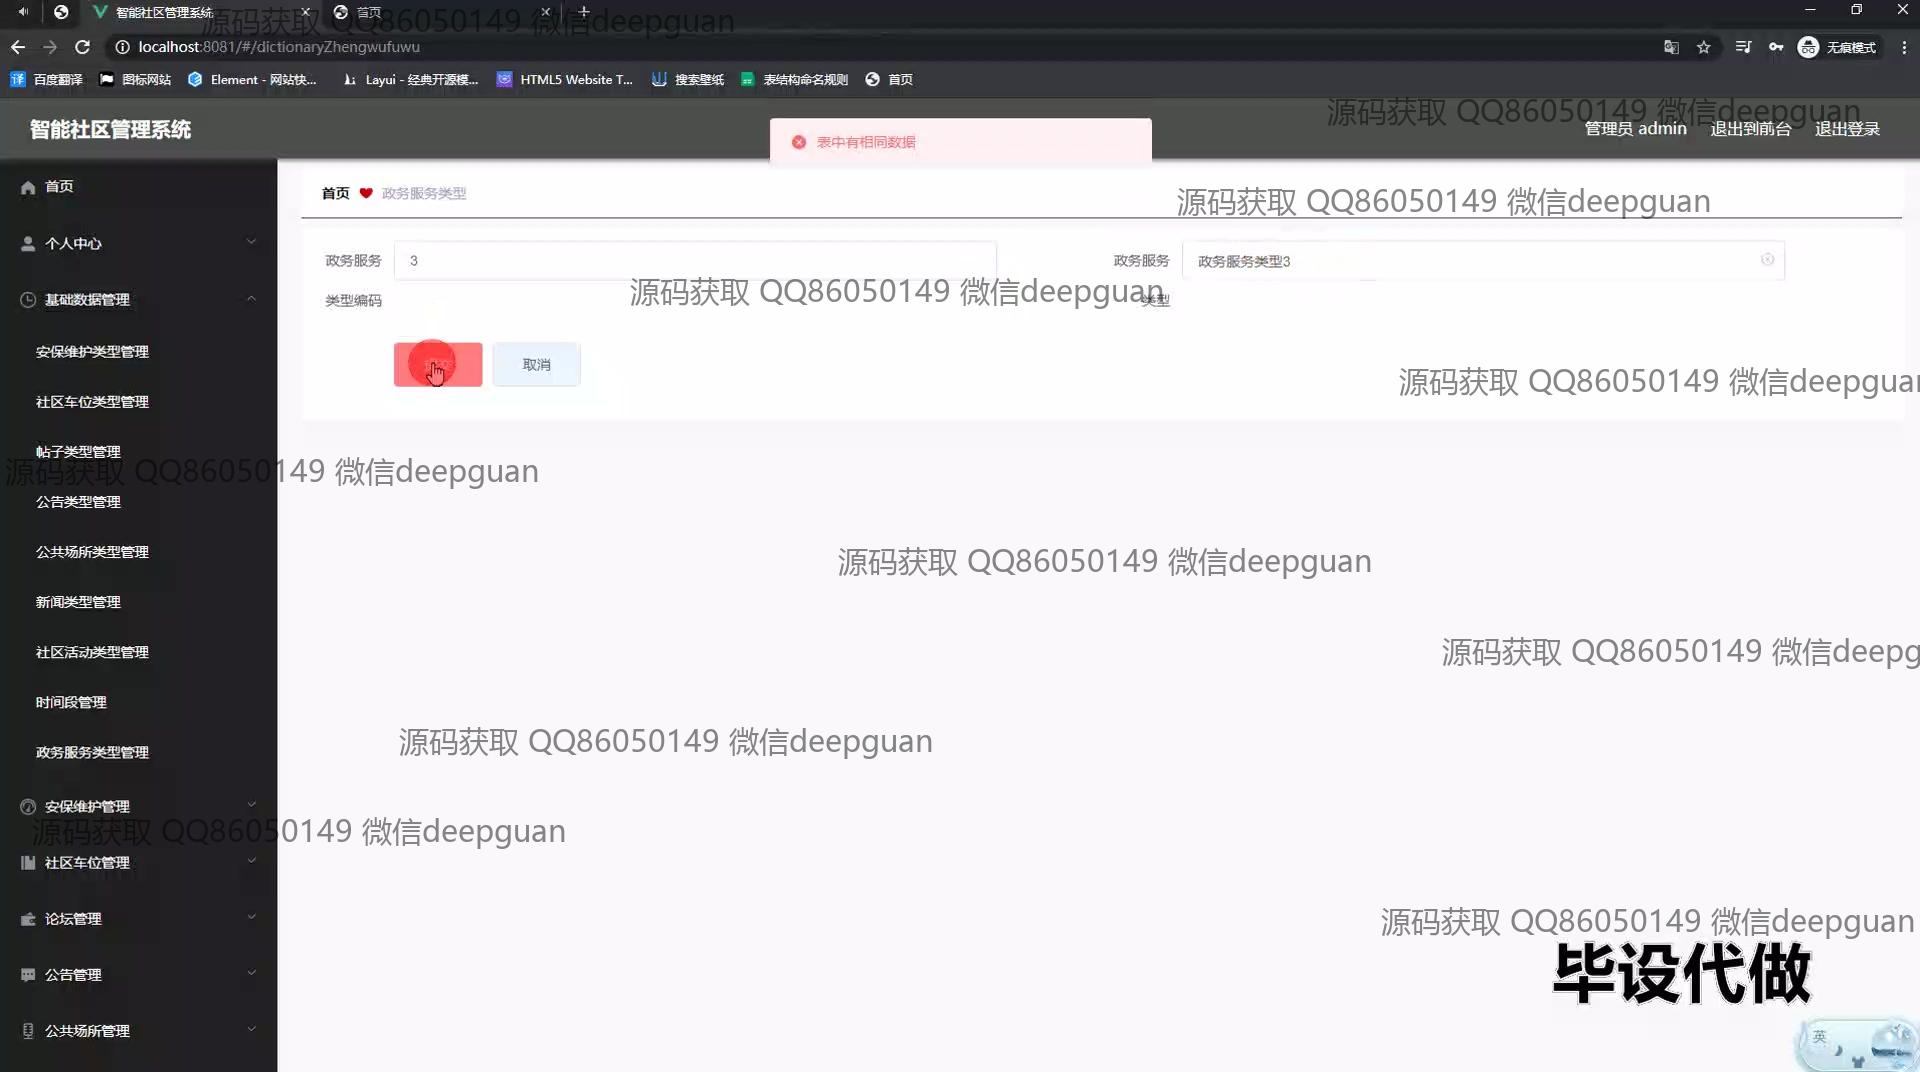 智能社区管理系统
首页
源码获取 QQ86050149 微信deepguan
localhost:8081/#/dictionaryZhengwufuwu
无痕模式
百度翻译
图标网站
Element - 网站快...
Layui - 经典开源模...
HTML5 Website T...
搜索壁纸
表结构命名规则
首页
智能社区管理系统
表中有相同数据
源码获取 QQ86050149 微信deepguan
管理员 admin
退出到前台
退出登录
首页
首页
政务服务类型
源码获取 QQ86050149 微信deepguan
个人中心
政务服务
类型编码
3
政务服务
类型
政务服务类型3
源码获取 QQ86050149 微信deepguan
基础数据管理
安保维护类型管理
取消
源码获取 QQ86050149 微信deepguan
社区车位类型管理
帖子类型管理
源码获取 QQ86050149 微信deepguan
公告类型管理
公共场所类型管理
源码获取 QQ86050149 微信deepguan
新闻类型管理
社区活动类型管理
源码获取 QQ86050149 微信deepg
时间段管理
政务服务类型管理
源码获取 QQ86050149 微信deepguan
安保维护管理
源码获取 QQ86050149 微信deepguan
社区车位管理
论坛管理
源码获取 QQ86050149 微信deepguan
公告管理
毕设代做
公共场所管理
英